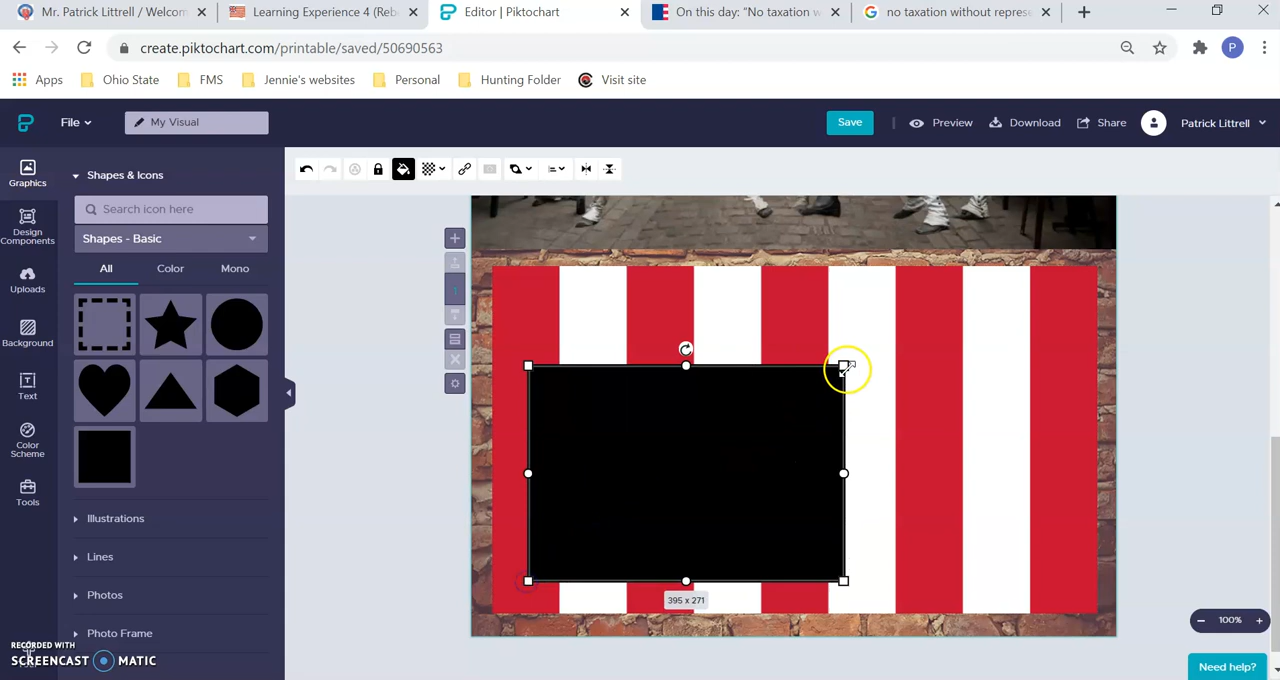 Mr. Patrick Littrell / Welcom
Learning Experience 4 (Reb
Editor | Piktochart
On this day: "No taxation w
no taxation without represe
create.piktochart.com/printable/saved/50690563
P
Apps
Ohio State
FMS
Jennie's websites
Personal
Hunting Folder
Visit site
File
My Visual
Save
Preview
Download
Share
Patrick Littrell
Graphics
Design
Components
Uploads
Background
Text
Color
Scheme
Tools
Shapes & Icons
Search icon here
Shapes - Basic
All
Color
Mono
Illustrations
Lines
Photos
Photo Frame
395 x 271
100%
Need help?
RECORDED WITH
SCREENCAST MATIC